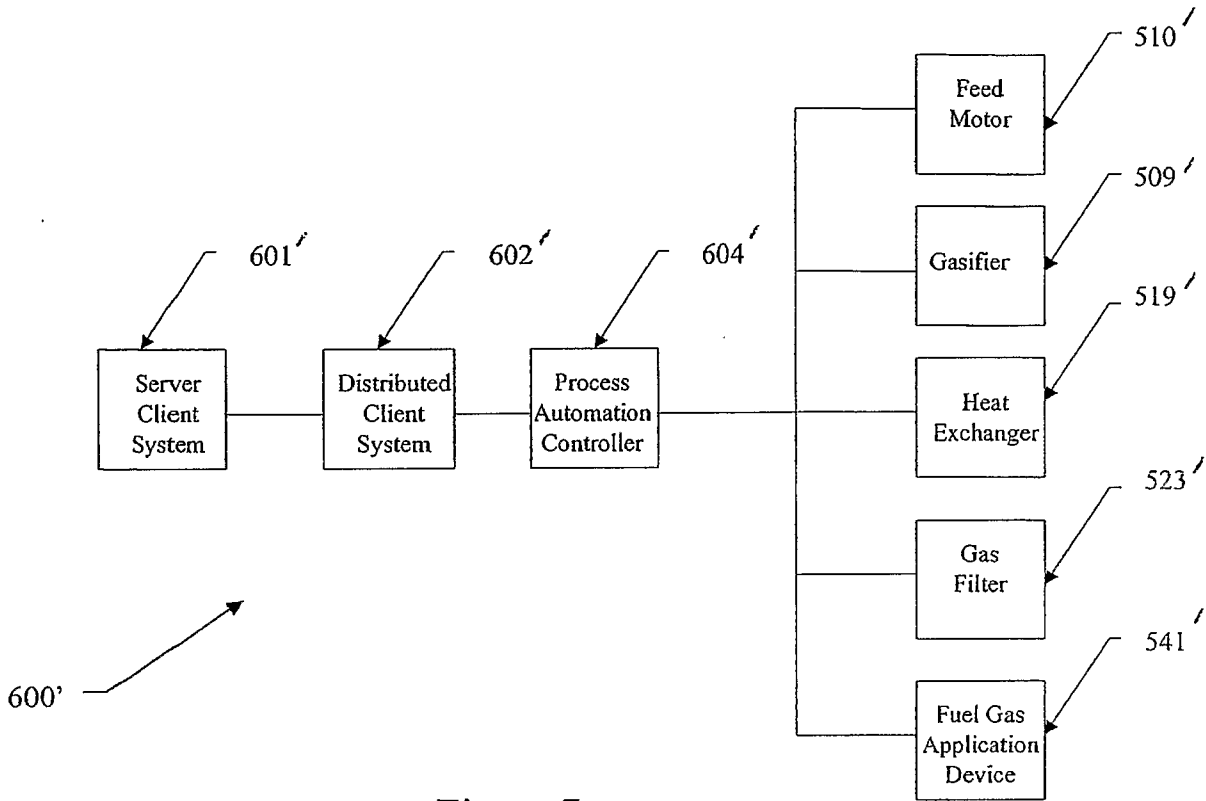 510'
Feed
Motor
509'
Gasifier
601'
602'
604'
519'
Server
Client
System
Distributed
Client
System
Process
Automation
Controller
Heat
Exchanger
523'
Gas
Filter
541'
600’
Fuel Gas
Application
Device